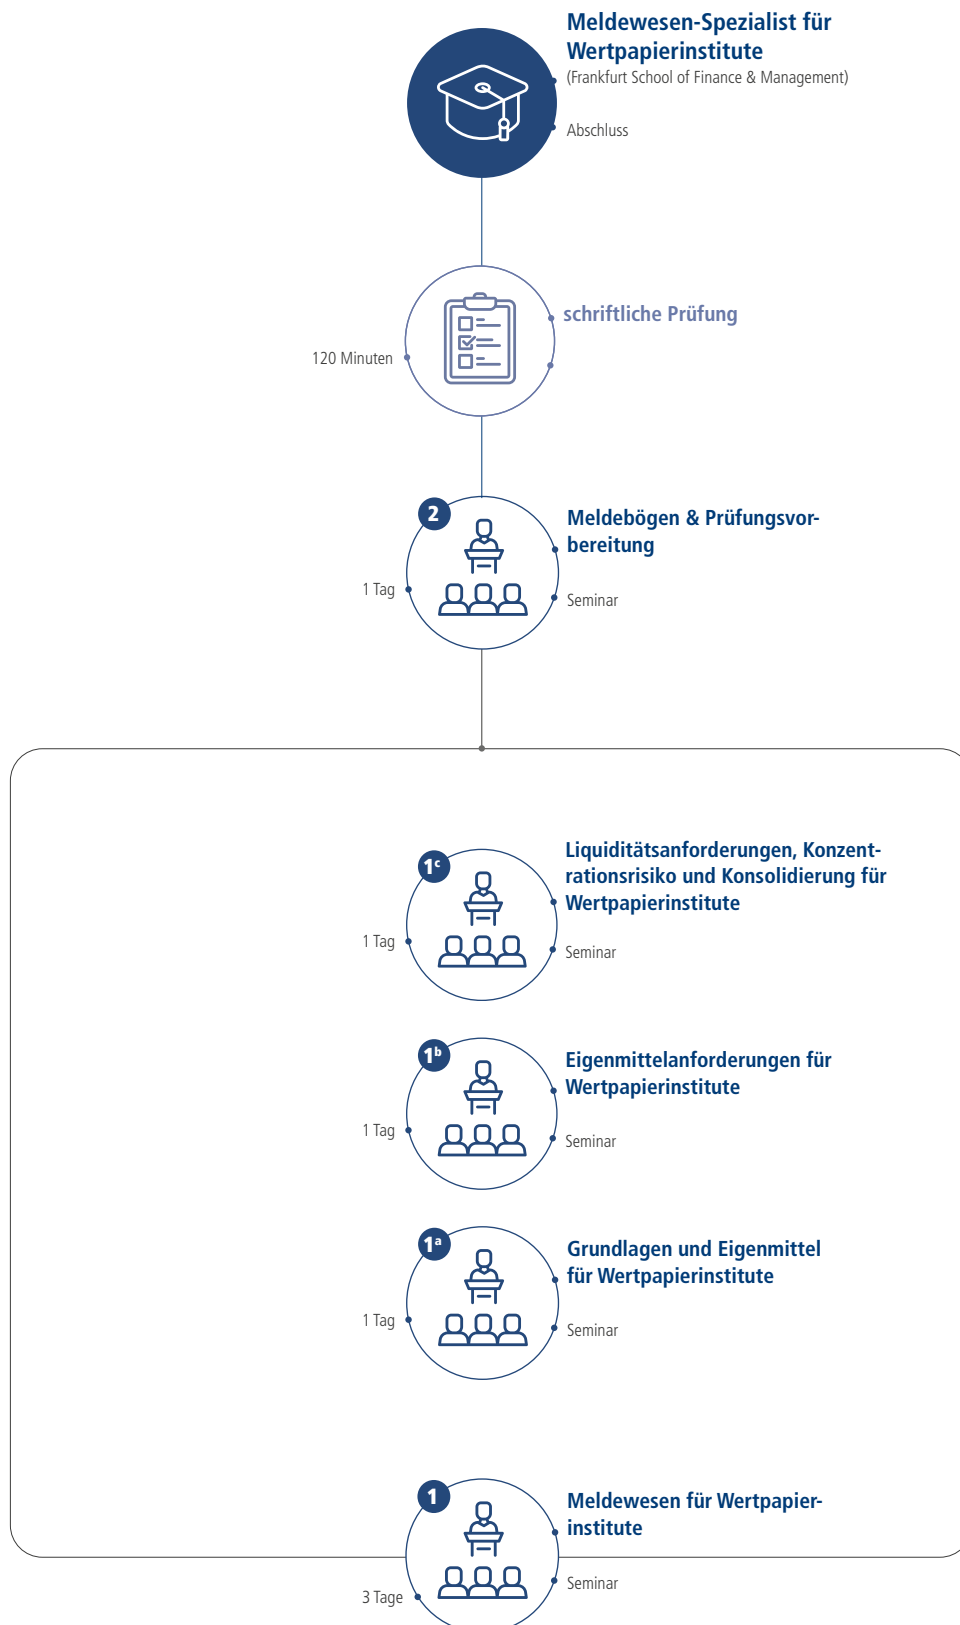 Meldewesen-Spezialist für
Wertpapierinstitute
(Frankfurt School of Finance & Management)
Abschluss
schriftliche Prüfung
120 Minuten
2
Meldebögen & Prüfungsvor-
bereitung
1 Tag
Seminar
1c
Liquiditätsanforderungen, Konzent-
rationsrisiko und Konsolidierung für
Wertpapierinstitute
1 Tag
Seminar
1b
Eigenmittelanforderungen für
Wertpapierinstitute
1 Tag
Seminar
1a
Grundlagen und Eigenmittel
für Wertpapierinstitute
1 Tag
Seminar
1
Meldewesen für Wertpapier-
institute
3 Tage
Seminar